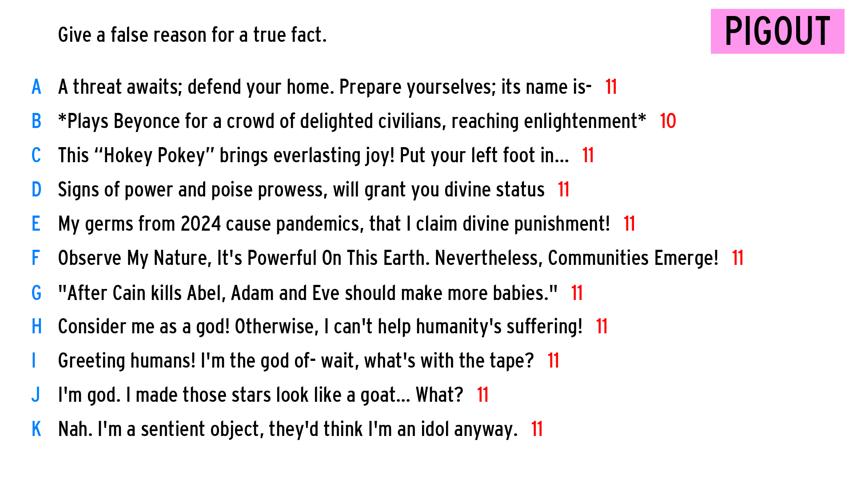 Give a false reason for a true fact.
PIGOUT
A A threat awaits; defend your home. Prepare yourselves; its name is- 11
B *Plays Beyonce for a crowd of delighted civilians, reaching enlightenment* 10
C This “Hokey Pokey” brings everlasting joy! Put your left foot in... 11
D Signs of power and poise prowess, will grant you divine status 11
E My germs from 2024 cause pandemics, that I claim divine punishment! 11
F Observe My Nature, It's Powerful On This Earth. Nevertheless, Communities Emerge! 11
G "After Cain kills Abel, Adam and Eve should make more babies." 11
H Consider me as a god! Otherwise, I can't help humanity's suffering! 11
I Greeting humans! I'm the god of- wait, what's with the tape? 11
J I'm god. I made those stars look like a goat... What? 11
K Nah. I'm a sentient object, they'd think I'm an idol anyway. 11